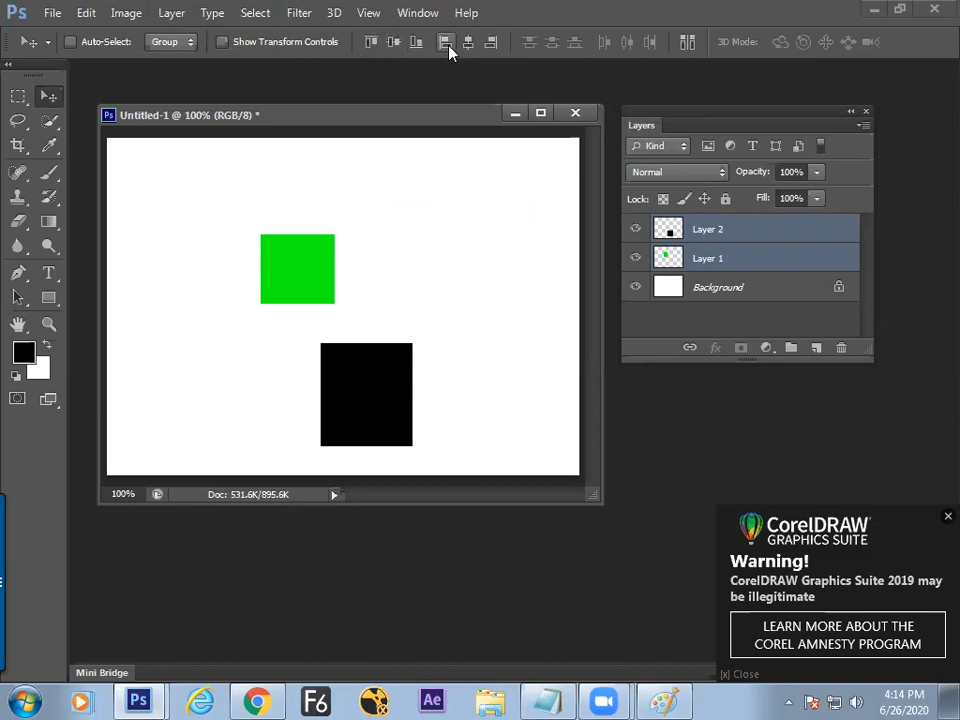 Ps File Edit Image Layer Type Select Filter 3D View Window Help
Auto-Select: Group Show Transform Controls 3D Mode:
Ps Untitled-1 @ 100% (RGB/8) *
Layers
Kind
Normal Opacity: 100%
Lock: Fill: 100%
Layer 2
Layer 1
Background
100% Doc: 531.6K/895.6K
CorelDRAW
GRAPHICS SUITE
Warning!
CorelDRAW Graphics Suite 2019 may
be illegitimate
LEARN MORE ABOUT THE
COREL AMNESTY PROGRAM
[x] Close
Mini Bridge
Ps F6 Ae
4:14 PM
6/26/2020